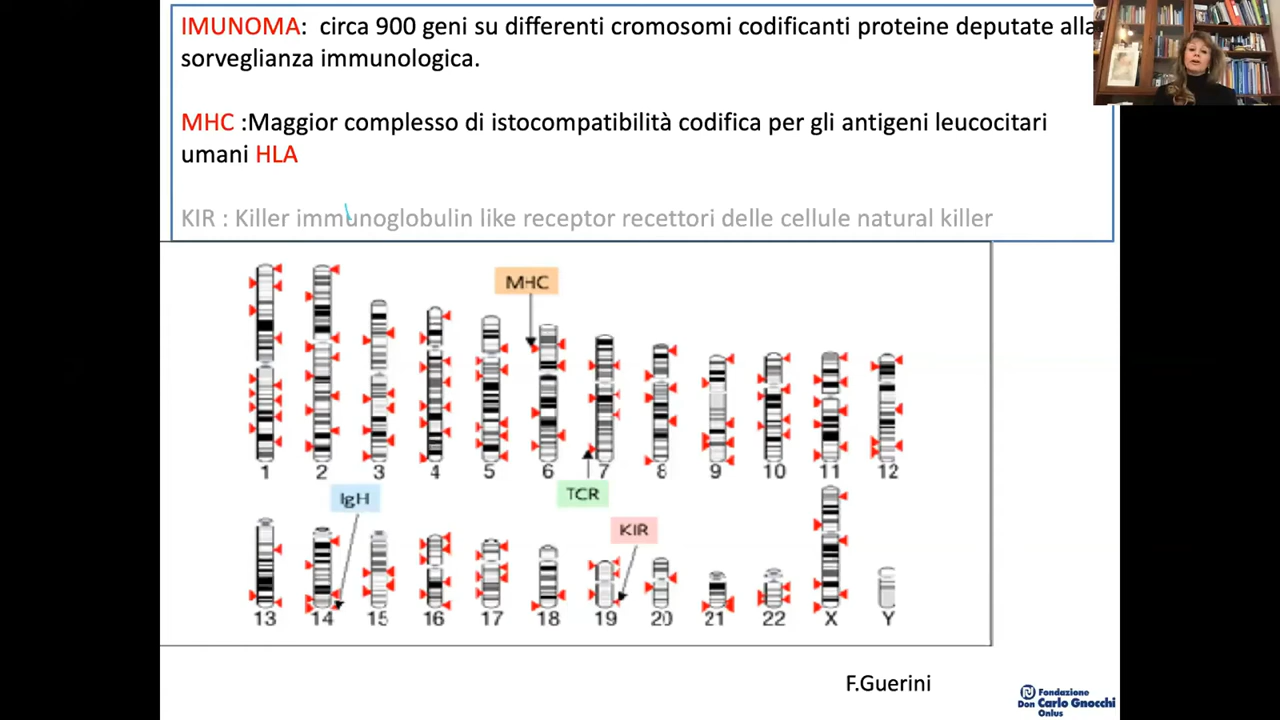 IMUNOMA: circa 900 geni su differenti cromosomi codificanti proteine deputate alla
sorveglianza immunologica.
MHC :Maggior complesso di istocompatibilità codifica per gli antigeni leucocitari
umani HLA
KIR : Killer immunoglobulin like receptor recettori delle cellule natural killer
MHC
1 2 3 4 5 6 7 8 9 10 11 12
IgH
TCR
KIR
13 14 15 16 17 18 19 20 21 22 X Y
F.Guerini
Fondazione
Don Carlo Gnocchi
Onlus